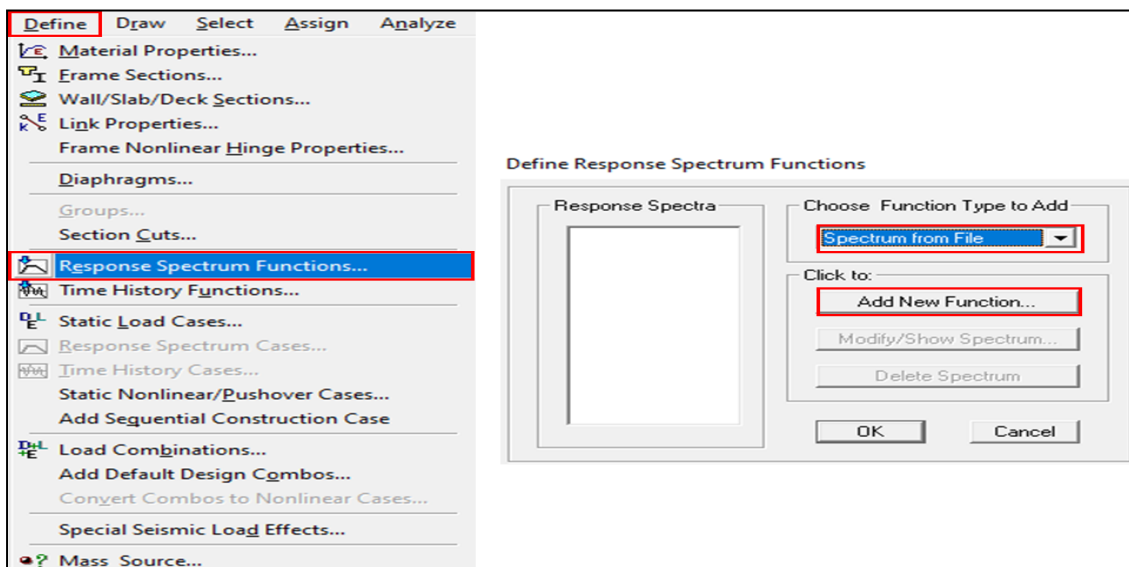 Define Draw Select Assign Analyze
Material Properties...
Frame Sections...
Wall/Slab/Deck Sections...
Link Properties...
Frame Nonlinear Hinge Properties...
Diaphragms...
Groups...
Section Cuts...
Response Spectrum Functions...
Time History Functions...
Static Load Cases...
Response Spectrum Cases...
Time History Cases...
Static Nonlinear/Pushover Cases...
Add Sequential Construction Case
Load Combinations...
Add Default Design Combos...
Convert Combos to Nonlinear Cases...
Special Seismic Load Effects...
Mass Source...
Define Response Spectrum Functions
Response Spectra
Choose Function Type to Add
Spectrum from File
Click to:
Add New Function...
Modify/Show Spectrum...
Delete Spectrum
OK Cancel